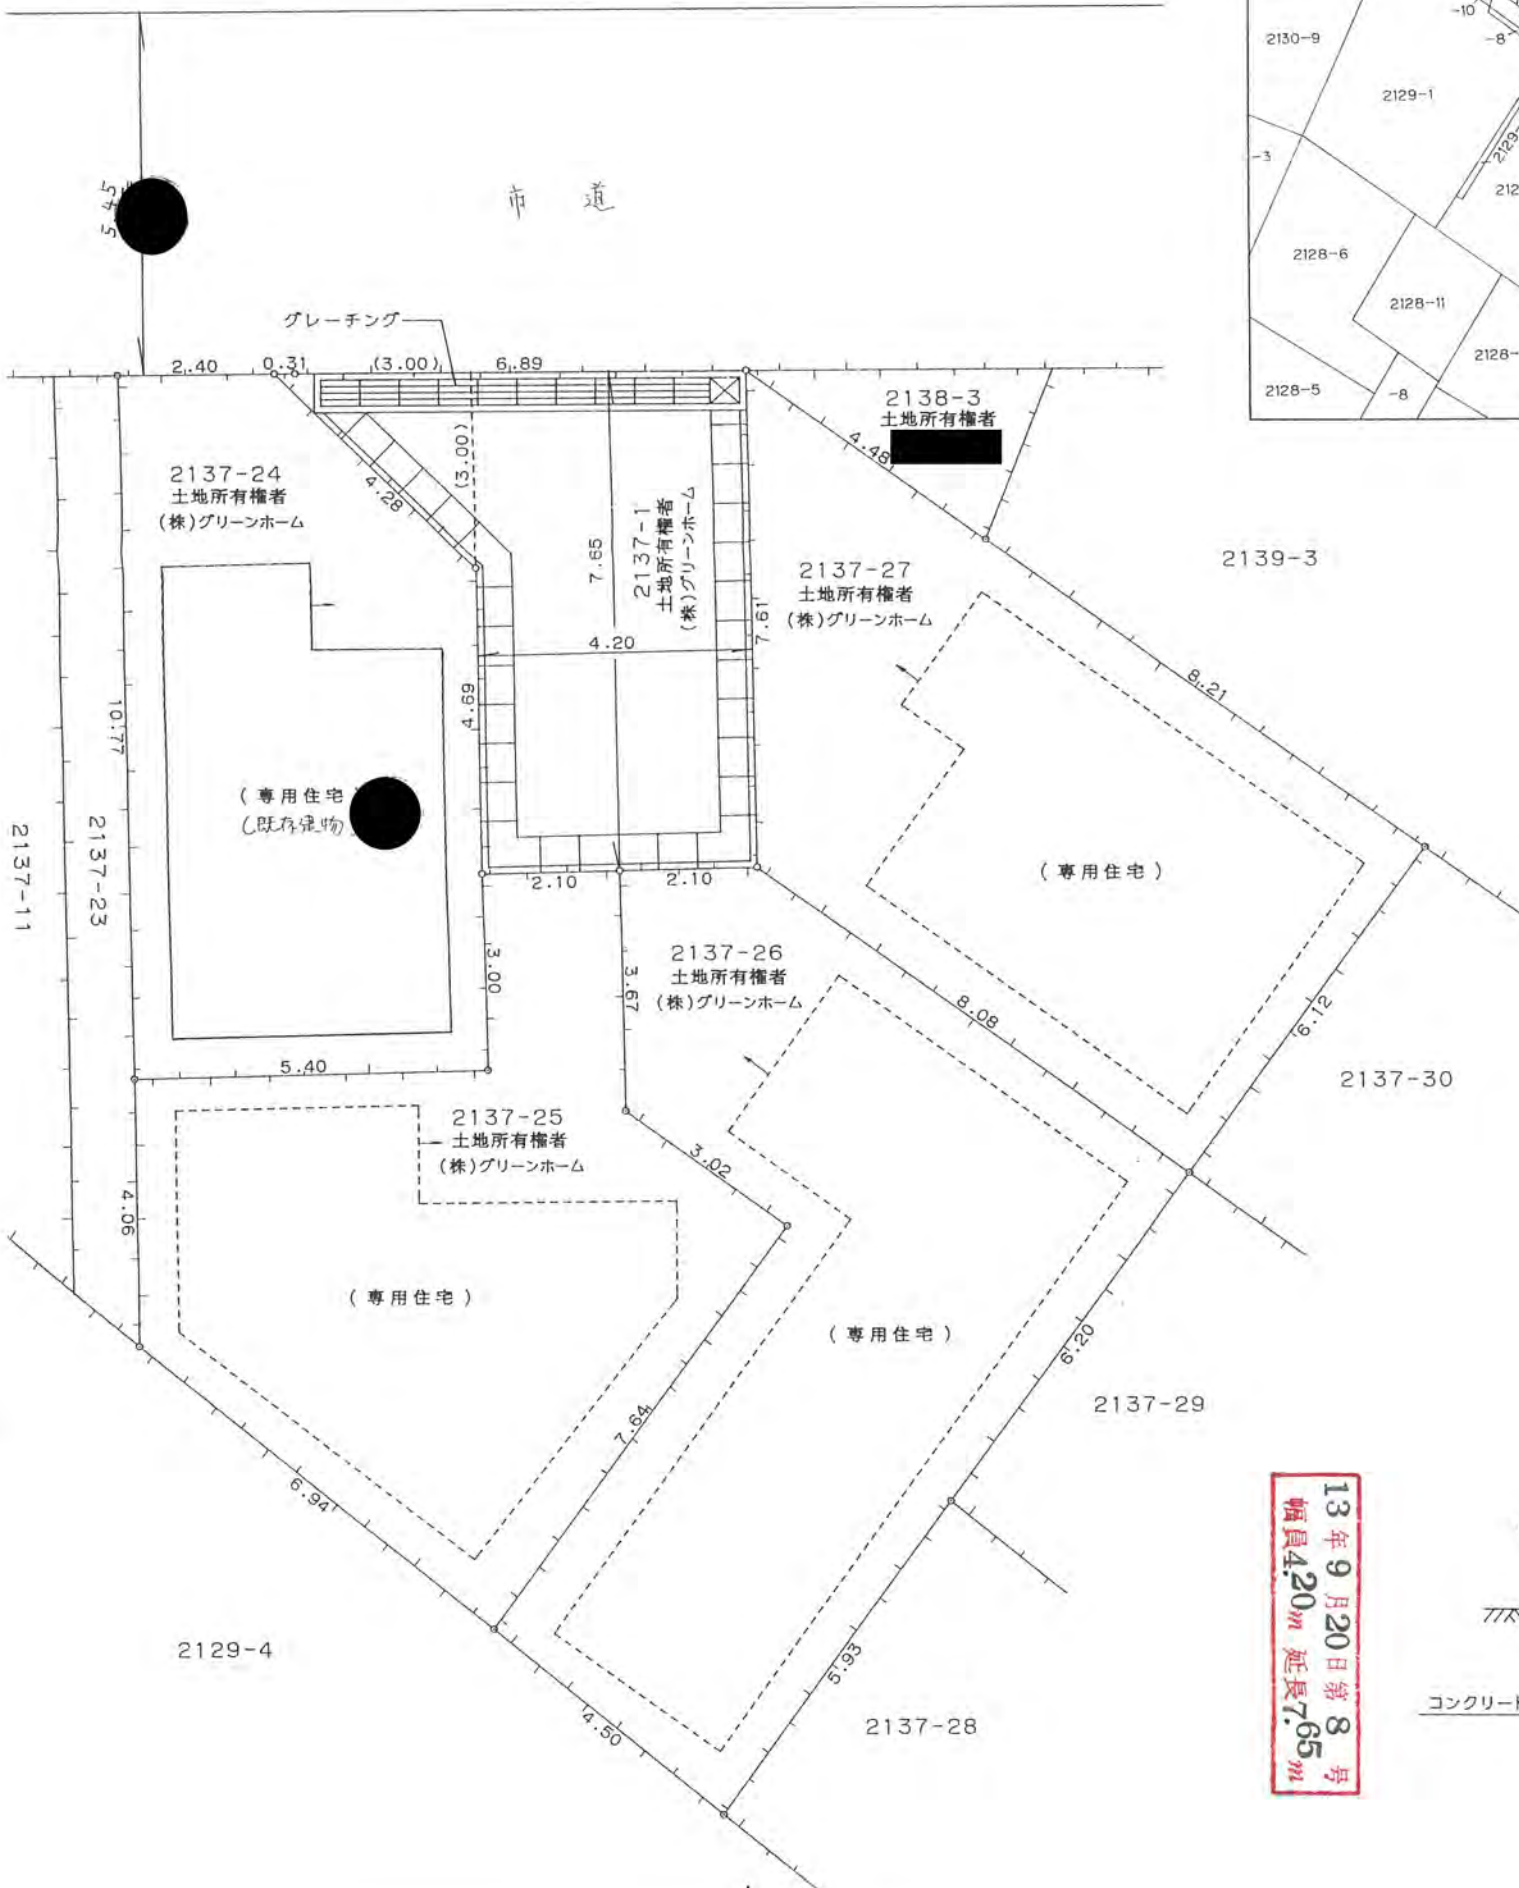 5.45
市 道
グレーチング
2.40
0.31
(3.00)
6.89
2138-3
土地所有権者
4.48
2137-24
土地所有権者
(株)グリーンホーム
4.28
(3.00)
7.65
2137-1
土地所有権者
(株)グリーンホーム
4.20
7.61
2137-27
土地所有権者
(株)グリーンホーム
2139-3
8.21
4.69
10.77
(専用住宅
(既存建物)
2137-11
2137-23
(専用住宅)
2.10
2.10
3.00
3.67
2137-26
土地所有権者
(株)グリーンホーム
8.08
6.12
5.40
2137-30
2137-25
土地所有権者
(株)グリーンホーム
3.02
4.06
(専用住宅)
(専用住宅)
6.20
2137-29
7.64
6.94
2129-4
5.93
4.50
2137-28
13年9月20日第8号
幅員4.20m 延長7.65m
コンクリート
2130-9
-10
-8
2129-1
-3
2129-
212
2128-6
2128-11
2128-
2128-5
-8